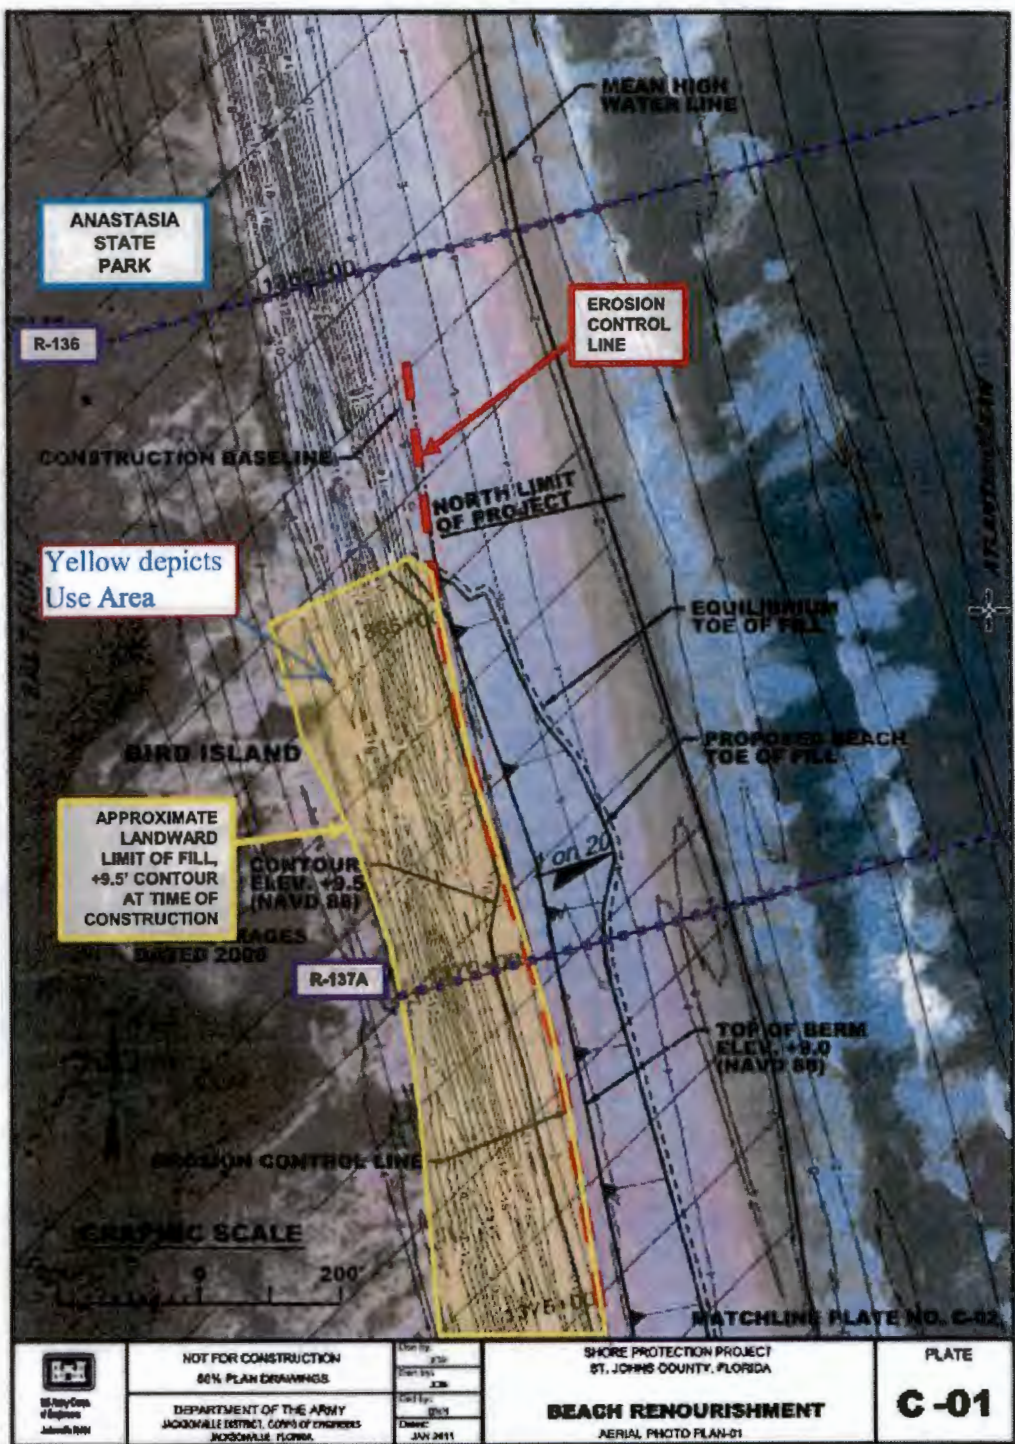 MEAN HIGH
WATER LINE
ANASTASIA
STATE
PARK
R-136
EROSION
CONTROL
LINE
ATLANTIC OCEAN
CONSTRUCTION BASELINE
NORTH LIMIT
OF PROJECT
Yellow depicts
Use Area
EQUILIBRIUM
TOE OF FILL
BIRD ISLAND
PROPOSED BEACH
TOE OF FILL
APPROXIMATE
LANDWARD
LIMIT OF FILL,
+9.5' CONTOUR
AT TIME OF
CONSTRUCTION
CONTOUR
ELEV. +9.5
(NAVD 88)
1 on 20
DATED
R-137A
TOP OF BERM
ELEV. +9.0
(NAVD 88)
EROSION CONTROL LINE
GRAPHIC SCALE
0
200'
MATCHLINE PLATE NO. C-02
NOT FOR CONSTRUCTION
PLAN DRAWINGS
DEPARTMENT OF THE ARMY
JACKSONVILLE DISTRICT, CORPS OF ENGINEERS
JACKSONVILLE, FLORIDA
JAN 2011
SHORE PROTECTION PROJECT
ST. JOHNS COUNTY, FLORIDA
BEACH RENOURISHMENT
AERIAL PHOTO PLAN-01
PLATE
C-01